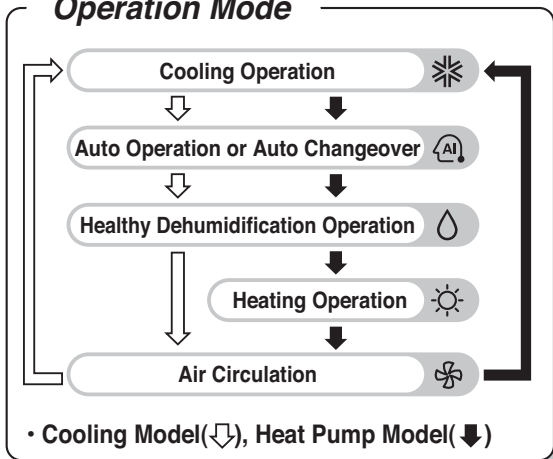 Operation Mode
Cooling Operation
Auto Operation or Auto Changeover
AI
Healthy Dehumidification Operation
Heating Operation
Air Circulation
• Cooling Model(⇩), Heat Pump Model(⬇)